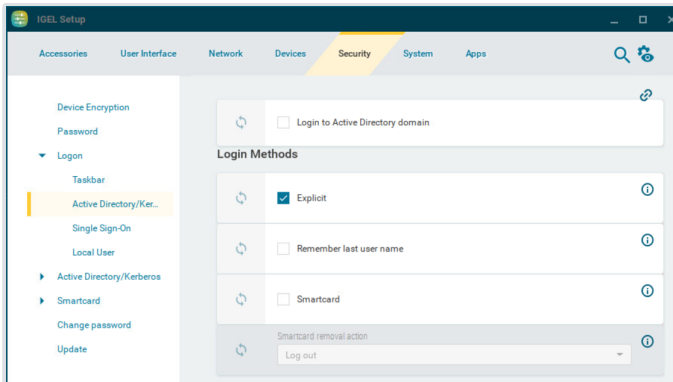 IGEL Setup
Accessories User Interface Network Devices Security System Apps
Device Encryption
Password
Logon
Taskbar
Active Directory/Ker...
Single Sign-On
Local User
Active Directory/Kerberos
Smartcard
Change password
Update
Login to Active Directory domain
Login Methods
Explicit
Remember last user name
Smartcard
Smartcard removal action
Log out